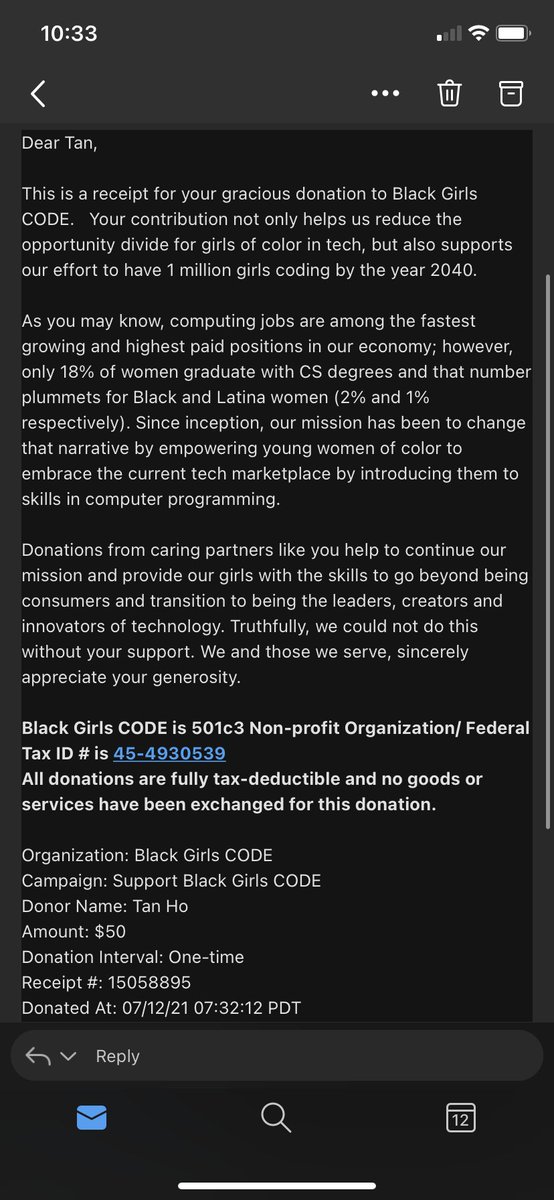 10:33
Dear Tan,
This is a receipt for your gracious donation to Black Girls
CODE.   Your contribution not only helps us reduce the
opportunity divide for girls of color in tech, but also supports
our effort to have 1 million girls coding by the year 2040.
As you may know, computing jobs are among the fastest
growing and highest paid positions in our economy; however,
only 18% of women graduate with CS degrees and that number
plummets for Black and Latina women (2% and 1%
respectively). Since inception, our mission has been to change
that narrative by empowering young women of color to
embrace the current tech marketplace by introducing them to
skills in computer programming.
Donations from caring partners like you help to continue our
mission and provide our girls with the skills to go beyond being
consumers and transition to being the leaders, creators and
innovators of technology. Truthfully, we could not do this
without your support. We and those we serve, sincerely
appreciate your generosity.
Black Girls CODE is 501c3 Non-profit Organization/ Federal
Tax ID # is 45-4930539
All donations are fully tax-deductible and no goods or
services have been exchanged for this donation.
Organization: Black Girls CODE
Campaign: Support Black Girls CODE
Donor Name: Tan Ho
Amount: $50
Donation Interval: One-time
Receipt #: 15058895
Donated At: 07/12/21 07:32:12 PDT
Reply
12